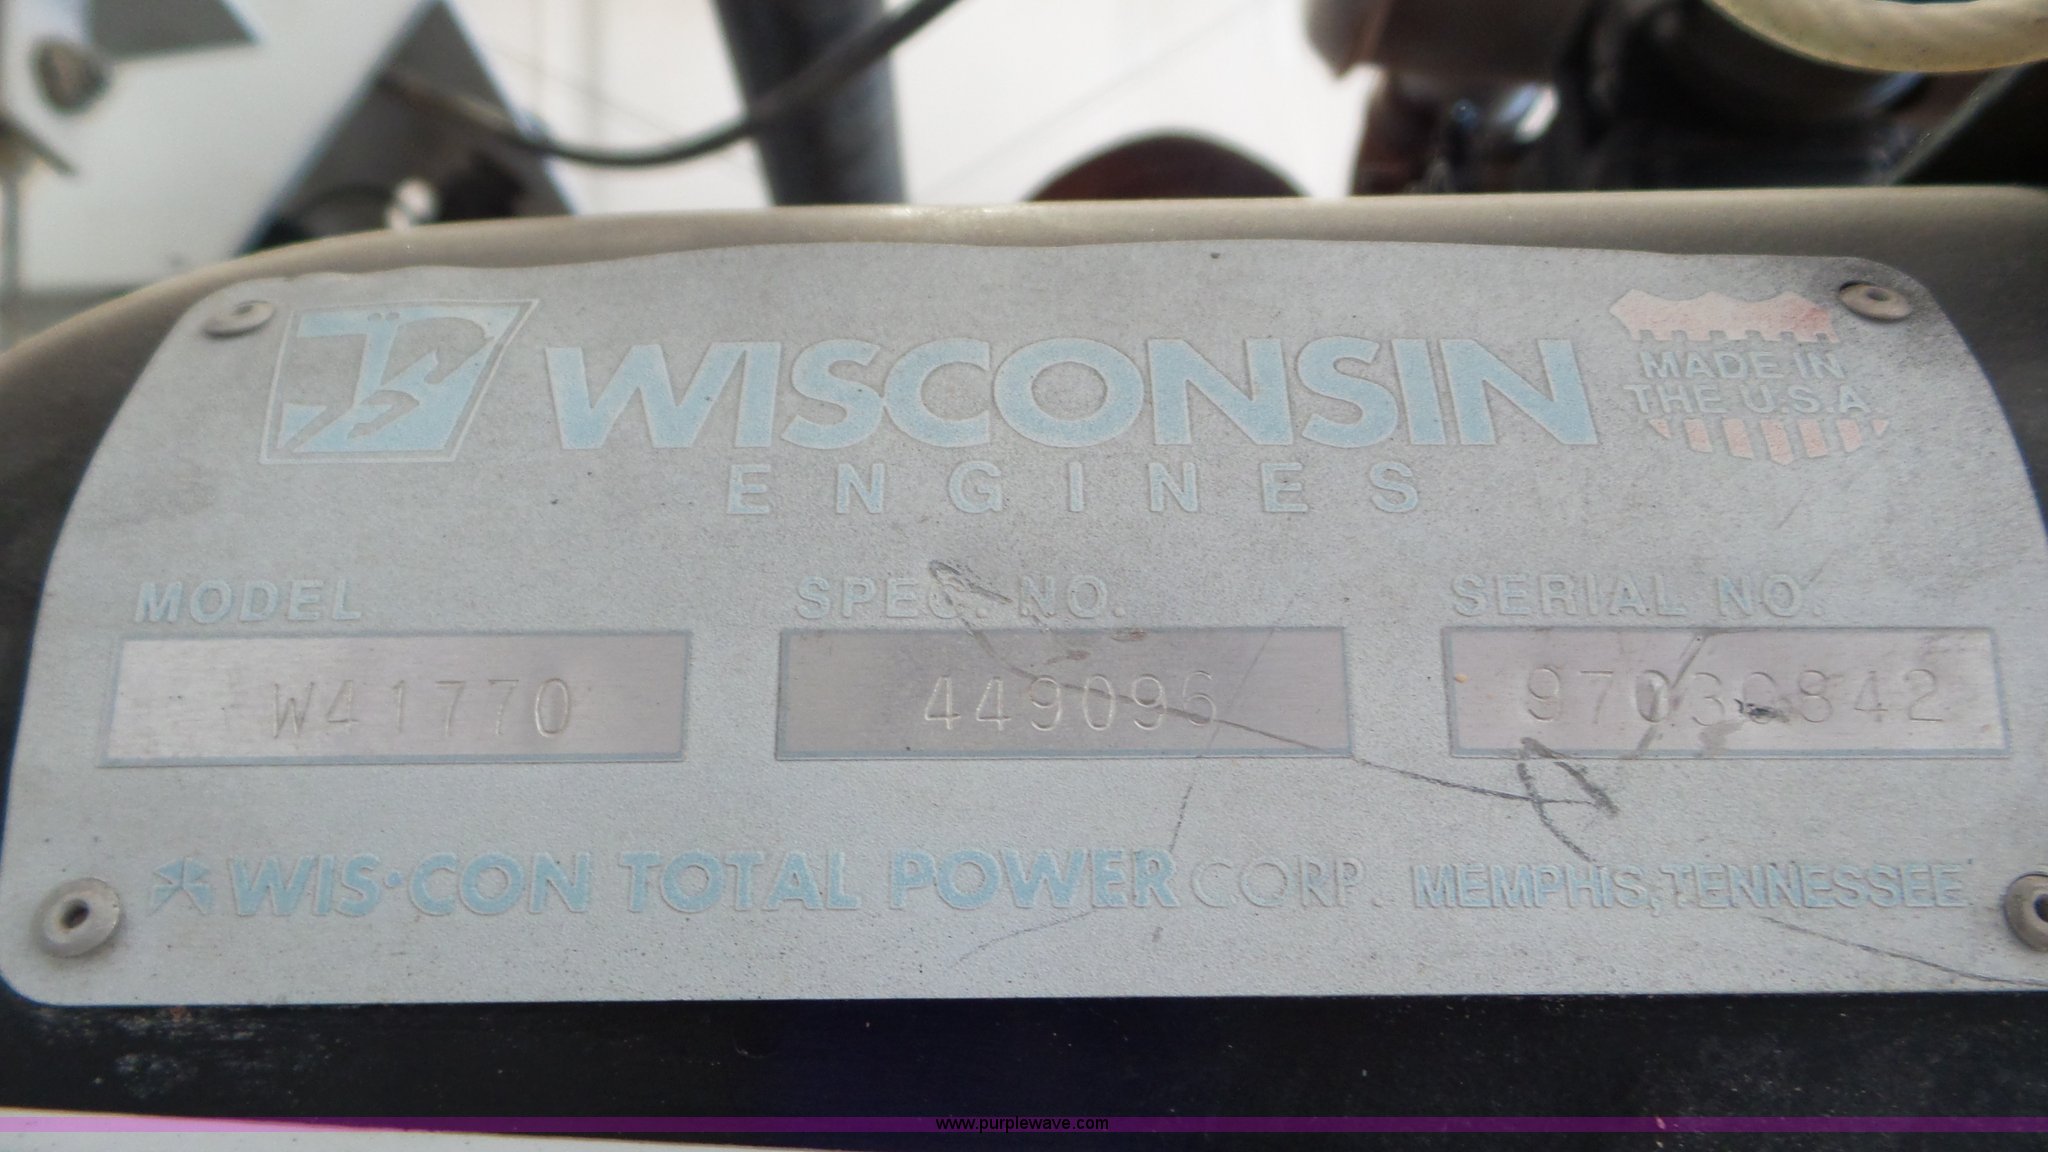 WISCONSIN
ENGINES
MADE IN
THE U.S.A.
MODEL SPEC. NO. SERIAL NO.
W41770 449096
WIS·CON TOTAL POWER CORP. MEMPHIS, TENNESSEE
www.purplewave.com